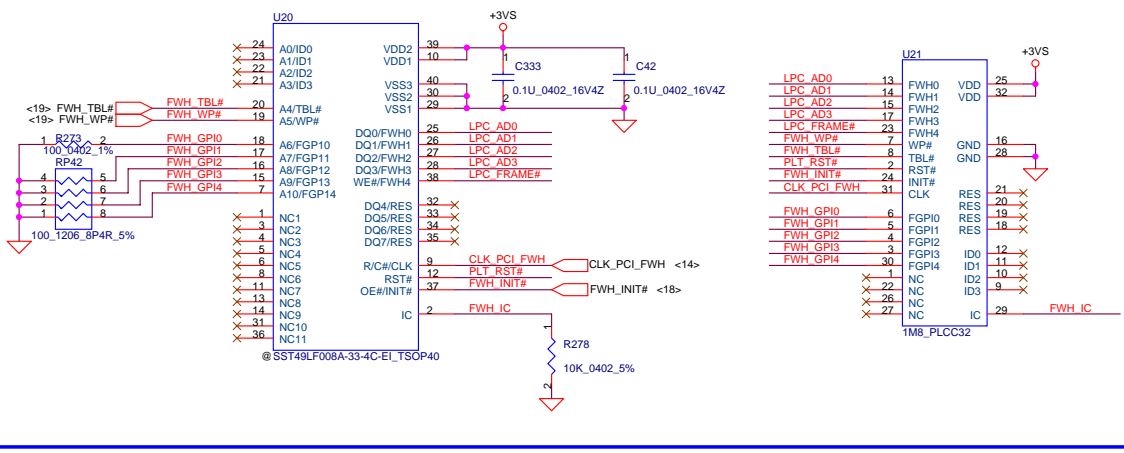 U20
+3VS
24 A0/ID0 VDD2 39
23 A1/ID1 VDD1 10
22 A2/ID2
21 A3/ID3 VSS3 40
VSS2 30
<19> FWH_TBL# FWH_TBL# 20 A4/TBL# VSS1 29
<19> FWH_WP# FWH_WP# 19 A5/WP#
1 C333 2 0.1U_0402_16V4Z
1 C42 2 0.1U_0402_16V4Z
DQ0/FWH0 25 LPC_AD0
1 R273 2 FWH_GPI0 18 A6/FGP10 DQ1/FWH1 26 LPC_AD1
100_0402_1% FWH_GPI1 17 A7/FGP11 DQ2/FWH2 27 LPC_AD2
RP42 FWH_GPI2 16 A8/FGP12 DQ3/FWH3 28 LPC_AD3
4 5 FWH_GPI3 15 A9/FGP13 WE#/FWH4 38 LPC_FRAME#
3 6 FWH_GPI4 7 A10/FGP14
2 7
1 8
100_1206_8P4R_5%
DQ4/RES 32
1 NC1 DQ5/RES 33
3 NC2 DQ6/RES 34
4 NC3 DQ7/RES 35
5 NC4
6 NC5 R/C#/CLK 9 CLK_PCI_FWH CLK_PCI_FWH <14>
8 NC6 RST# 12 PLT_RST#
11 NC7 OE#/INIT# 37 FWH_INIT# FWH_INIT# <18>
13 NC8
14 NC9 IC 2 FWH_IC
31 NC10
36 NC11
@ SST49LF008A-33-4C-EI_TSOP40
1
R278
10K_0402_5%
2
U21
+3VS
LPC_AD0 13 FWH0 VDD 25
LPC_AD1 14 FWH1 VDD 32
LPC_AD2 15 FWH2
LPC_AD3 17 FWH3
LPC_FRAME# 23 FWH4
FWH_WP# 7 WP# GND 16
FWH_TBL# 8 TBL# GND 28
PLT_RST# 2 RST#
FWH_INIT# 24 INIT#
CLK_PCI_FWH 31 CLK RES 21
RES 20
FWH_GPI0 6 FGPI0 RES 19
FWH_GPI1 5 FGPI1 RES 18
FWH_GPI2 4 FGPI2
FWH_GPI3 3 FGPI3 ID0 12
FWH_GPI4 30 FGPI4 ID1 11
1 NC ID2 10
22 NC ID3 9
26 NC
27 NC IC 29 FWH_IC
1M8_PLCC32